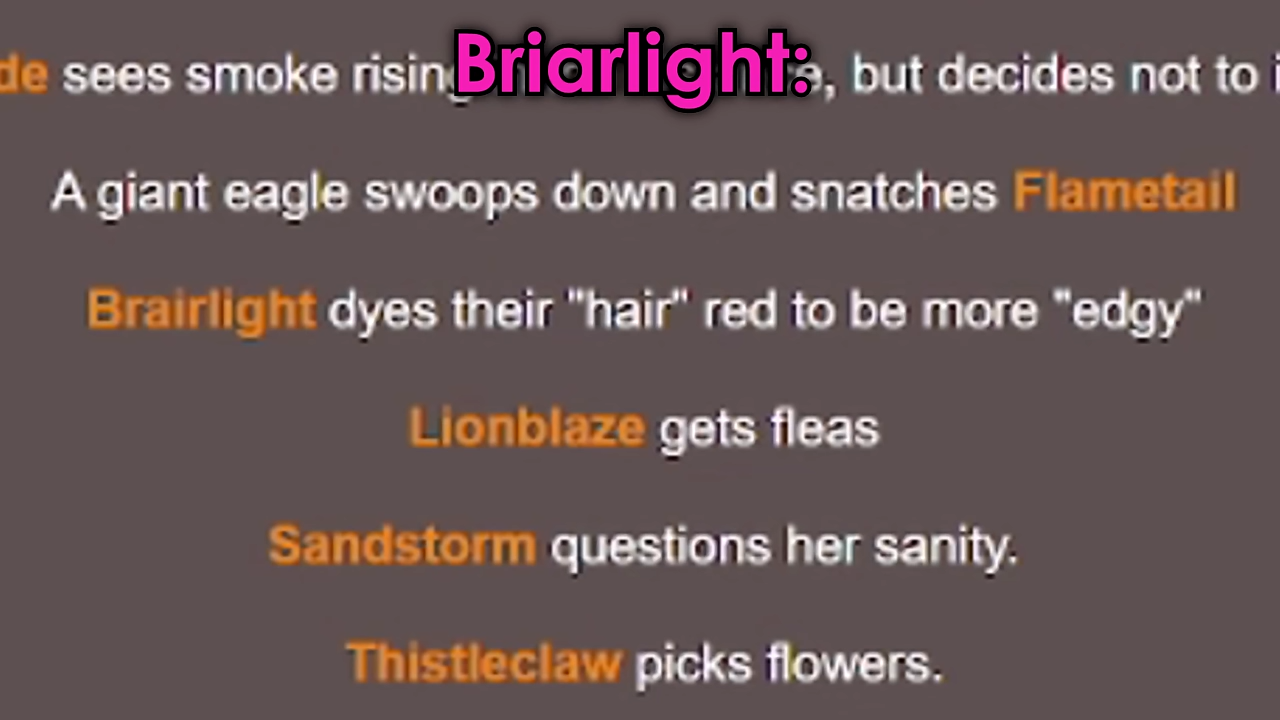 Briarlight:
de sees smoke rising , but decides not to
A giant eagle swoops down and snatches Flametail
Brairlight dyes their "hair" red to be more "edgy"
Lionblaze gets fleas
Sandstorm questions her sanity.
Thistleclaw picks flowers.